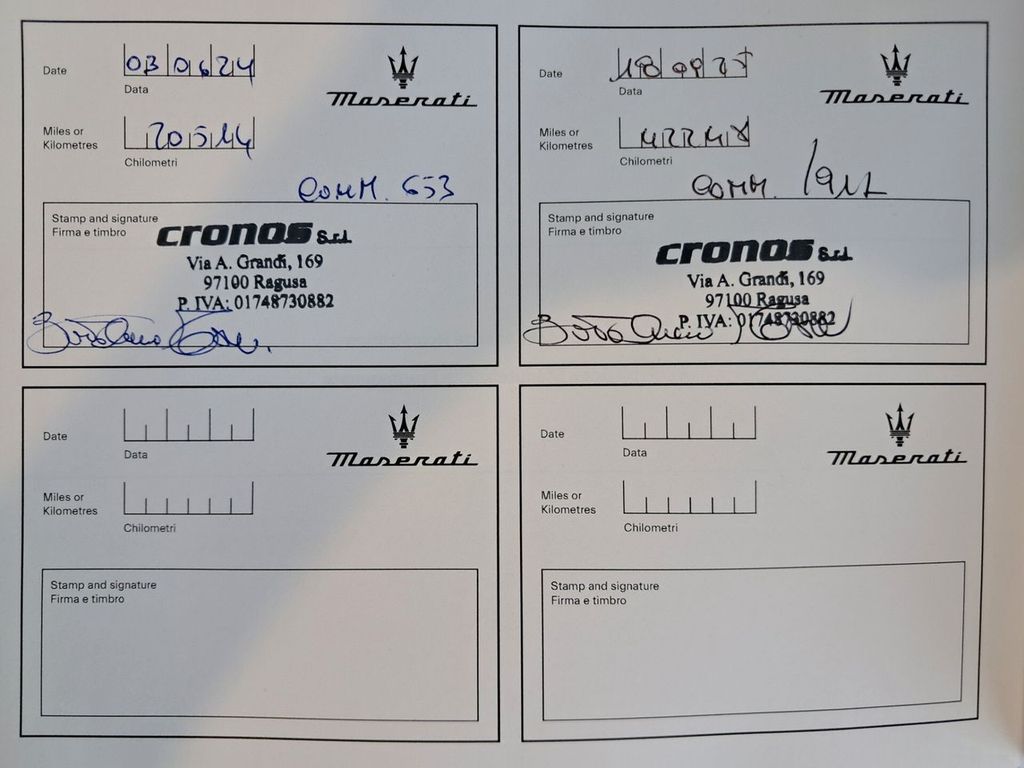 Date
03 06 24
Data
Maserati
Miles or
Kilometres
20544
Chilometri
COMM. 653
Stamp and signature
Firma e timbro
cronos S.r.l.
Via A. Grandi, 169
97100 Ragusa
P. IVA: 01748730882
Date
Data
Maserati
Miles or
Kilometres
Chilometri
COMM.
Stamp and signature
Firma e timbro
cronos S.r.l.
Via A. Grandi, 169
97100 Ragusa
P. IVA: 01748730882
Date
Data
Maserati
Miles or
Kilometres
Chilometri
Stamp and signature
Firma e timbro
Date
Data
Maserati
Miles or
Kilometres
Chilometri
Stamp and signature
Firma e timbro